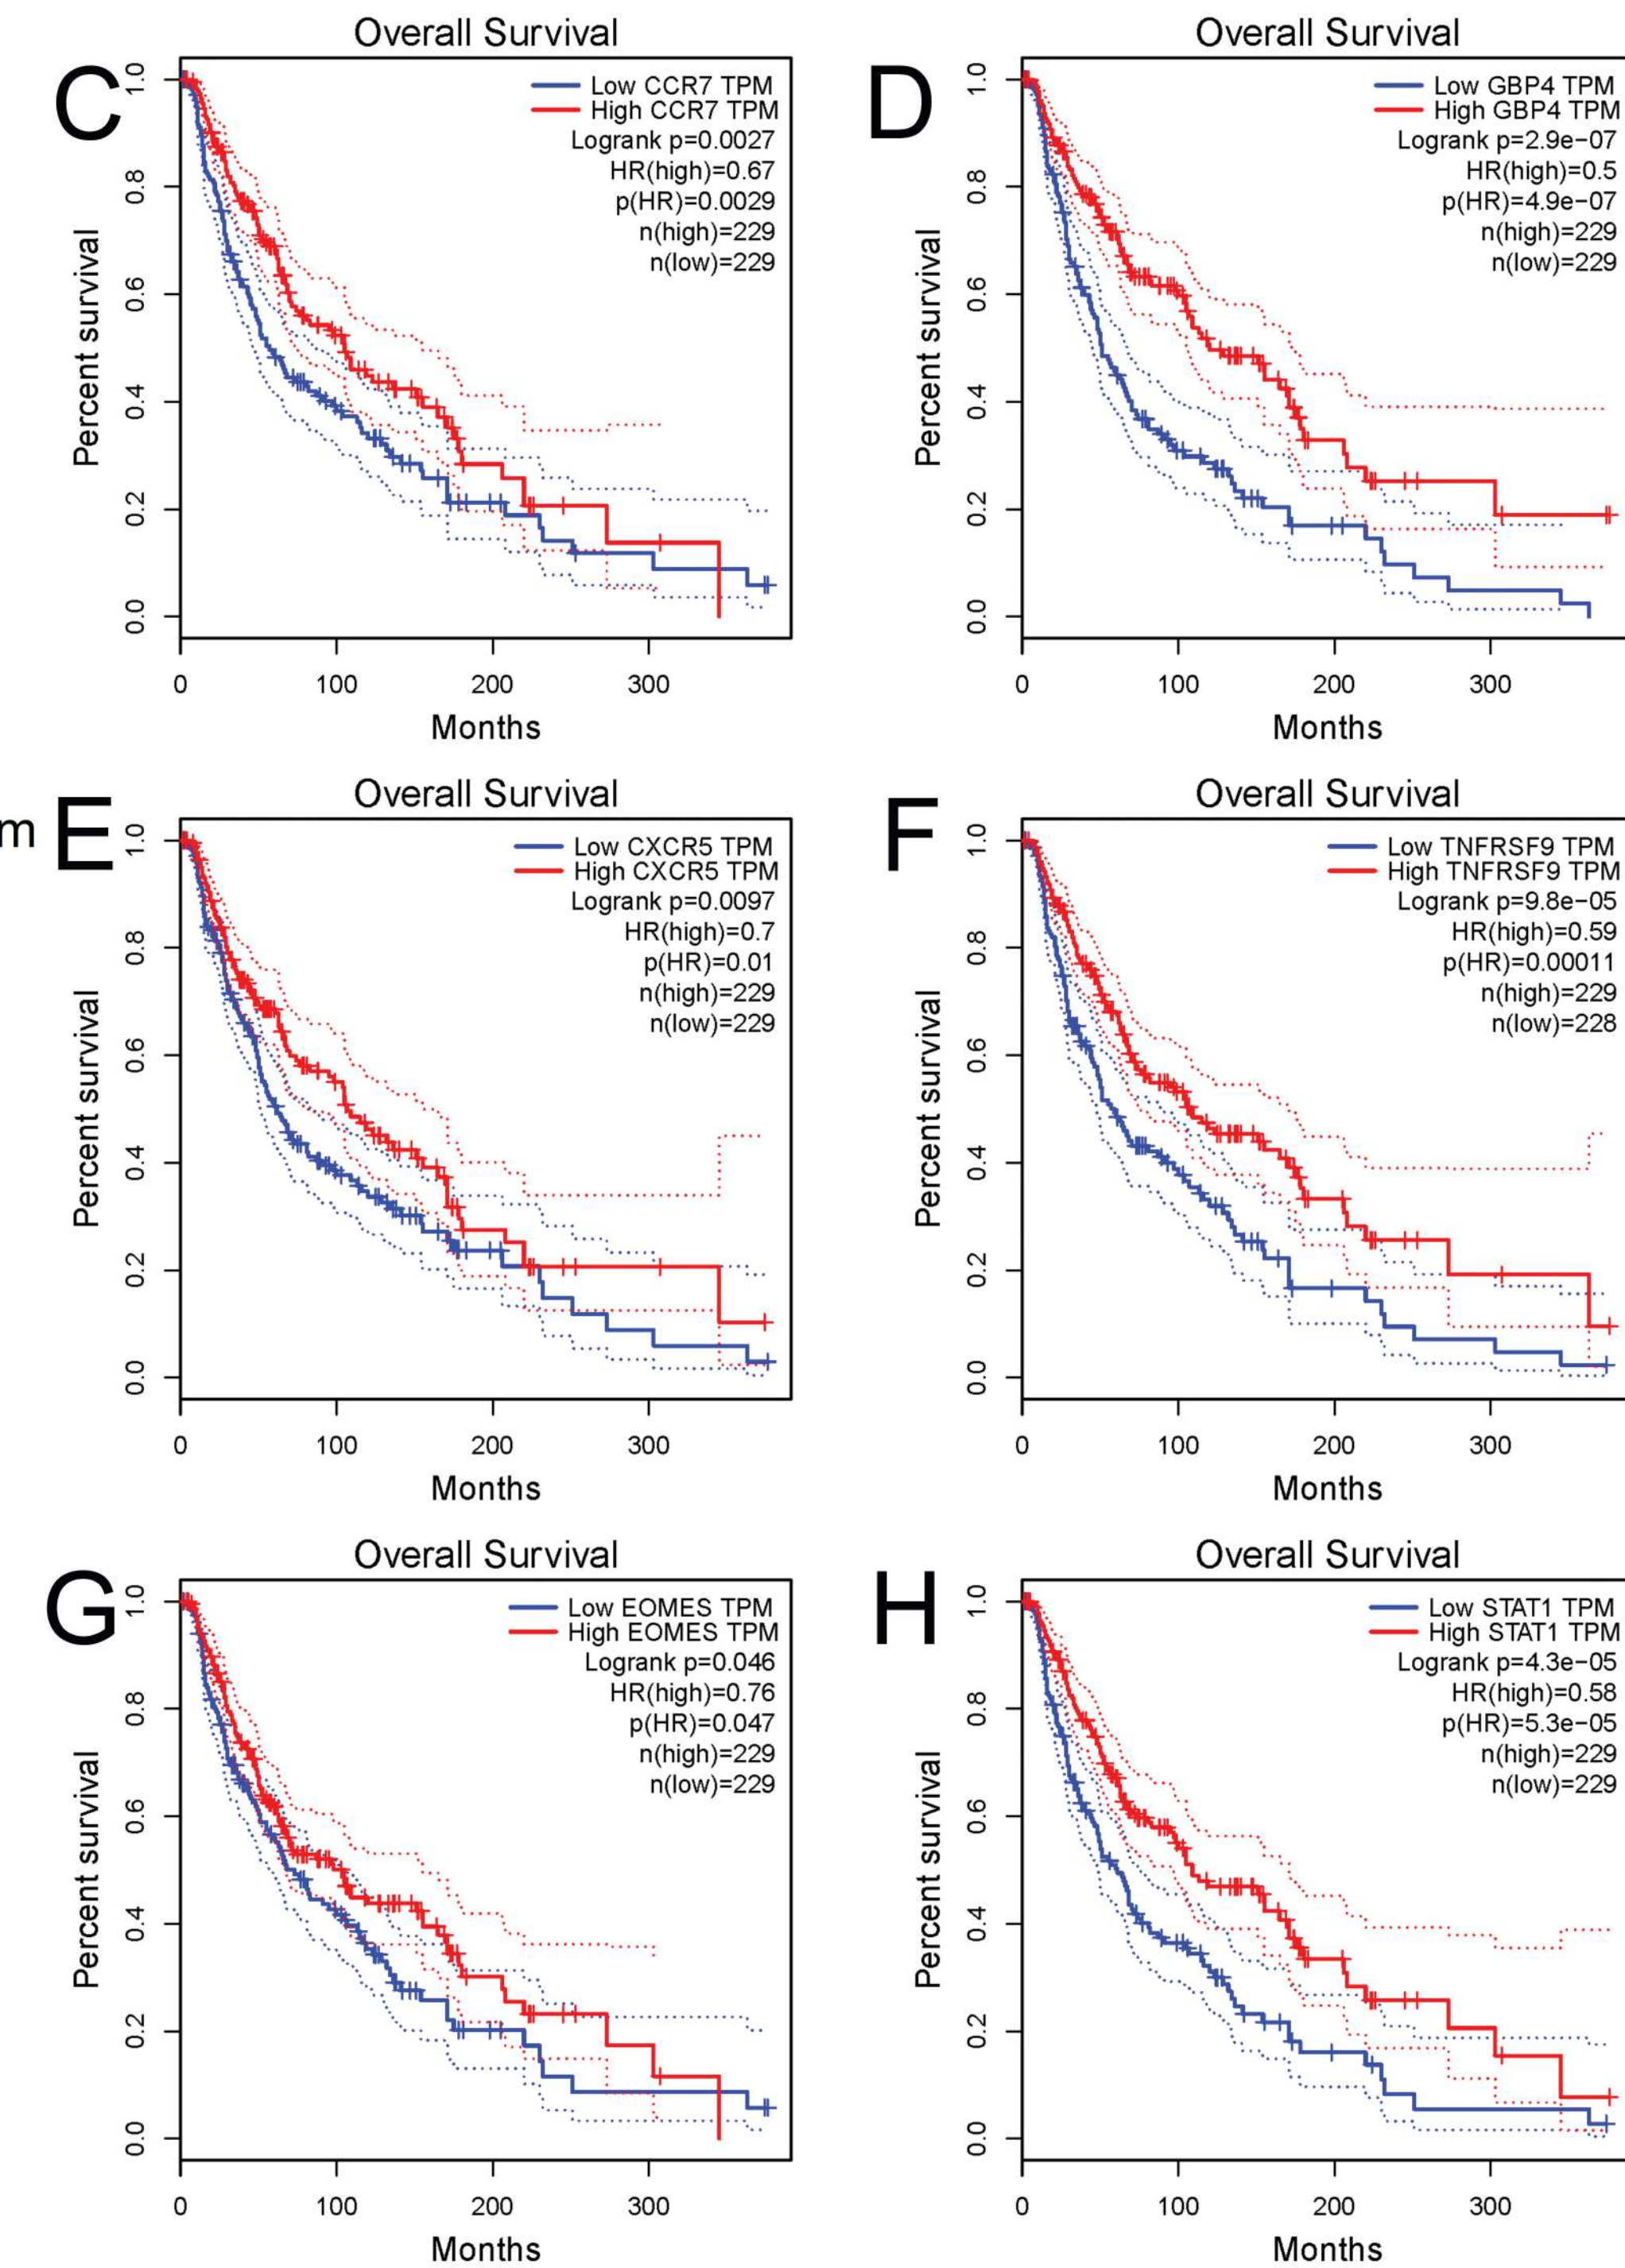 C
Overall Survival
Low CCR7 TPM
High CCR7 TPM
Logrank p=0.0027
HR(high)=0.67
p(HR)=0.0029
n(high)=229
n(low)=229
Percent survival
0.0 0.2 0.4 0.6 0.8 1.0
0 100 200 300
Months
D
Overall Survival
Low GBP4 TPM
High GBP4 TPM
Logrank p=2.9e−07
HR(high)=0.5
p(HR)=4.9e−07
n(high)=229
n(low)=229
Percent survival
0.0 0.2 0.4 0.6 0.8 1.0
0 100 200 300
Months
m
E
Overall Survival
Low CXCR5 TPM
High CXCR5 TPM
Logrank p=0.0097
HR(high)=0.7
p(HR)=0.01
n(high)=229
n(low)=229
Percent survival
0.0 0.2 0.4 0.6 0.8 1.0
0 100 200 300
Months
F
Overall Survival
Low TNFRSF9 TPM
High TNFRSF9 TPM
Logrank p=9.8e−05
HR(high)=0.59
p(HR)=0.00011
n(high)=229
n(low)=228
Percent survival
0.0 0.2 0.4 0.6 0.8 1.0
0 100 200 300
Months
G
Overall Survival
Low EOMES TPM
High EOMES TPM
Logrank p=0.046
HR(high)=0.76
p(HR)=0.047
n(high)=229
n(low)=229
Percent survival
0.0 0.2 0.4 0.6 0.8 1.0
0 100 200 300
Months
H
Overall Survival
Low STAT1 TPM
High STAT1 TPM
Logrank p=4.3e−05
HR(high)=0.58
p(HR)=5.3e−05
n(high)=229
n(low)=229
Percent survival
0.0 0.2 0.4 0.6 0.8 1.0
0 100 200 300
Months